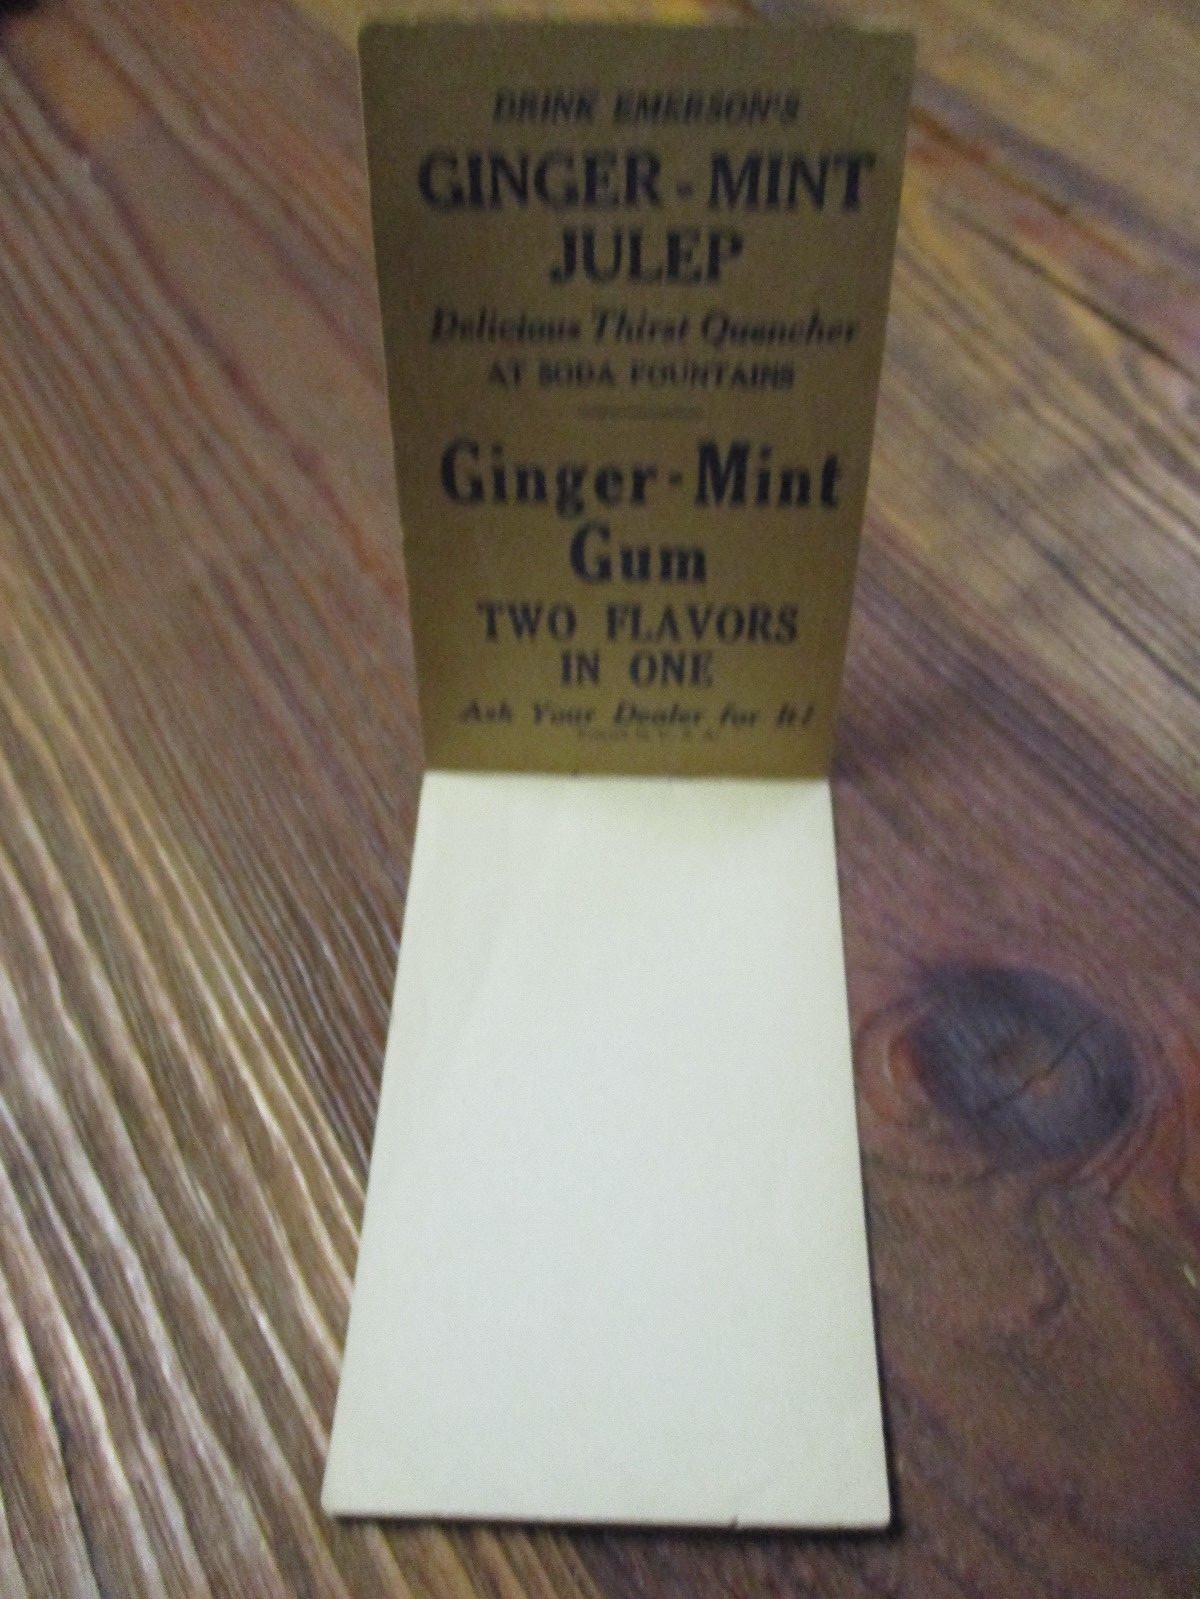 DRINK EMERSON'S
GINGER-MINT
JULEP
Delicious Thirst Quencher
AT SODA FOUNTAINS
Ginger-Mint
Gum
TWO FLAVORS
IN ONE
Ask Your Dealer for It!
U. S. A.